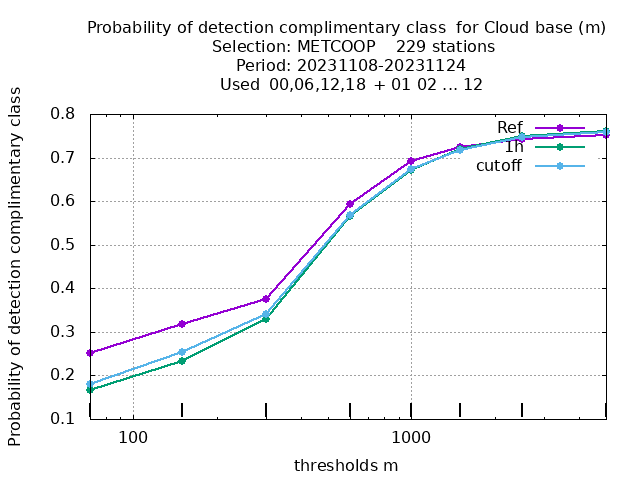 Probability of detection complimentary class  for Cloud base (m)
Selection: METCOOP    229 stations
Period: 20231108-20231124
Used  00,06,12,18  + 01 02 ... 12
Probability of detection complimentary class
0.8
0.7
0.6
0.5
0.4
0.3
0.2
0.1
100
1000
thresholds m
Ref
1h
cutoff